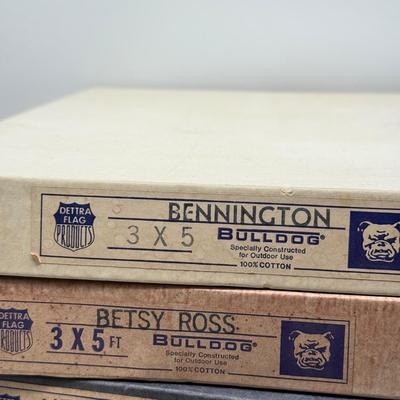 DETTRA
FLAG
PRODUCTS
BENNINGTON
3 X 5
BULLDOG®
Specially Constructed
for Outdoor Use
100% COTTON
DETTRA
FLAG
PRODUCTS
BETSY ROSS
3 X 5 FT
BULLDOG®
Specially Constructed
for Outdoor Use
100% COTTON